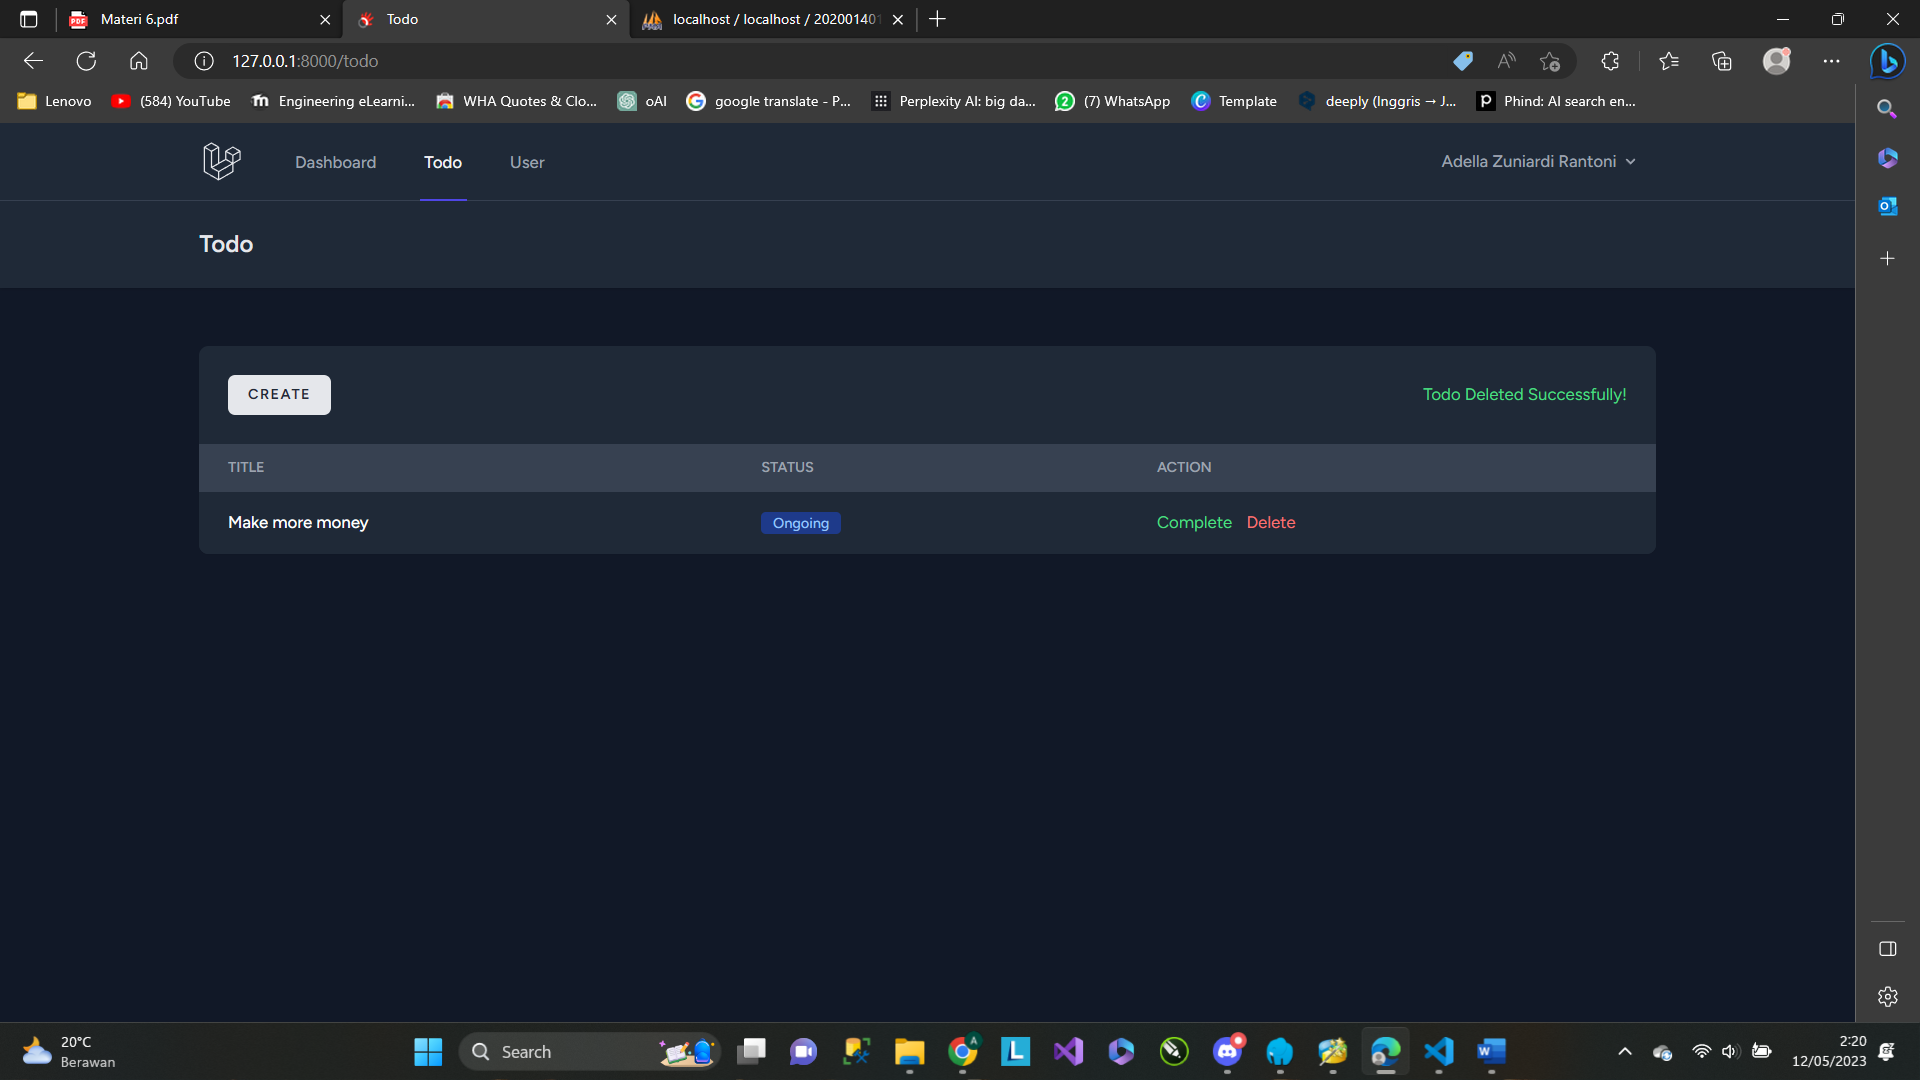 Materi 6.pdf
Todo
localhost / localhost / 202001401
127.0.0.1:8000/todo
Lenovo
(584) YouTube
Engineering eLearni...
WHA Quotes & Clo...
oAI
google translate - P...
Perplexity AI: big da...
(7) WhatsApp
Template
deeply (Inggris → J...
Phind: AI search en...
Dashboard
Todo
User
Adella Zuniardi Rantoni
Todo
CREATE
Todo Deleted Successfully!
TITLE STATUS ACTION
Make more money Ongoing Complete Delete
20°C
Berawan
Search
2:20
12/05/2023